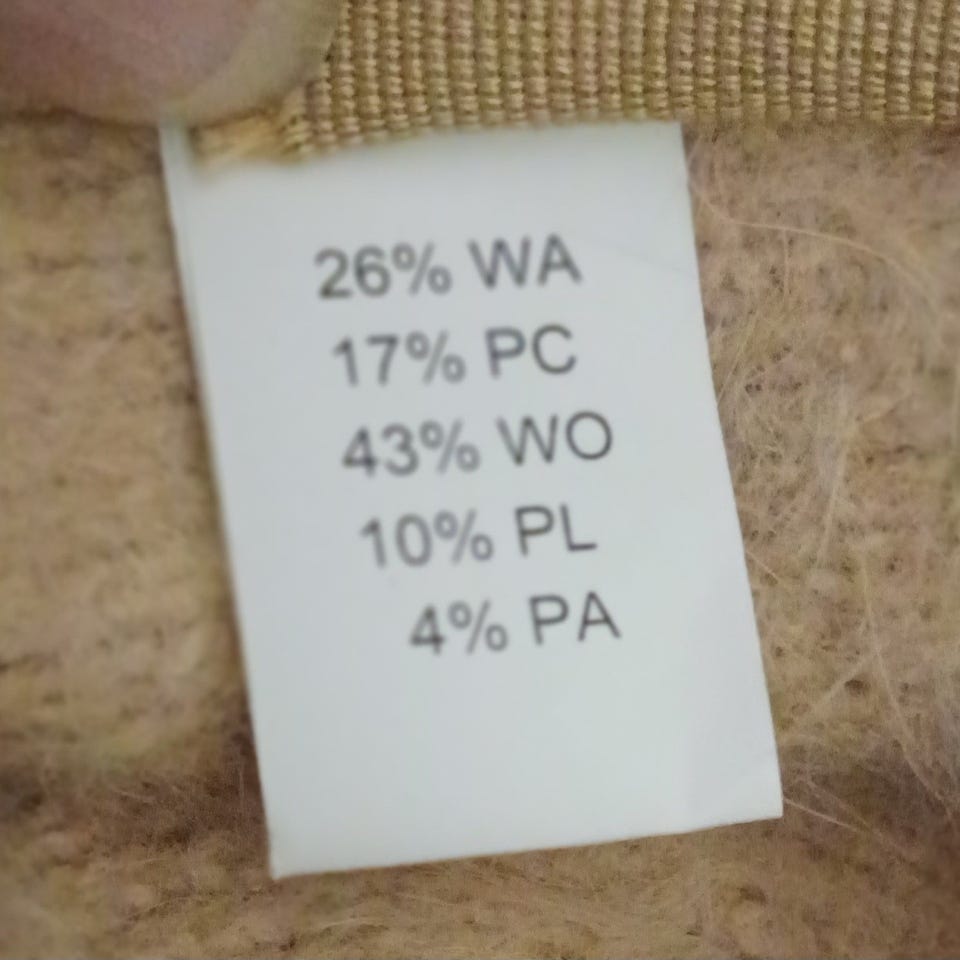 26% WA
17% PC
43% WO
10% PL
4% PA